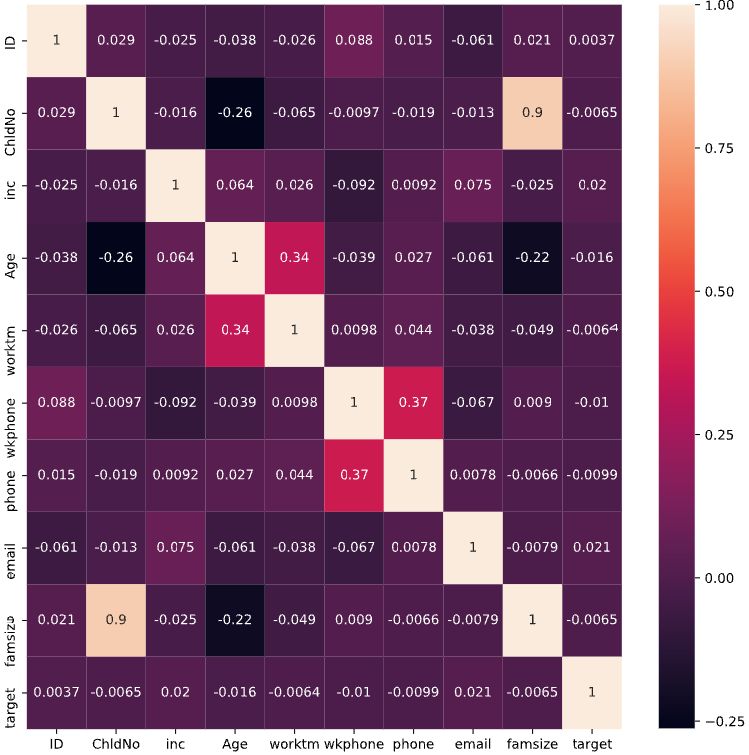 1.00
ID 1 0.029 -0.025 -0.038 -0.026 0.088 0.015 -0.061 0.021 0.0037
ChldNo 0.029 1 -0.016 -0.26 -0.065 -0.0097 -0.019 -0.013 0.9 -0.0065
0.75
inc -0.025 -0.016 1 0.064 0.026 -0.092 0.0092 0.075 -0.025 0.02
Age -0.038 -0.26 0.064 1 0.34 -0.039 0.027 -0.061 -0.22 -0.016
0.50
worktm -0.026 -0.065 0.026 0.34 1 0.0098 0.044 -0.038 -0.049 -0.0064
wkphone 0.088 -0.0097 -0.092 -0.039 0.0098 1 0.37 -0.067 0.009 -0.01
0.25
phone 0.015 -0.019 0.0092 0.027 0.044 0.37 1 0.0078 -0.0066 -0.0099
email -0.061 -0.013 0.075 -0.061 -0.038 -0.067 0.0078 1 -0.0079 0.021
0.00
famsize 0.021 0.9 -0.025 -0.22 -0.049 0.009 -0.0066 -0.0079 1 -0.0065
target 0.0037 -0.0065 0.02 -0.016 -0.0064 -0.01 -0.0099 0.021 -0.0065 1
−0.25
ID ChldNo inc Age worktm wkphone phone email famsize target